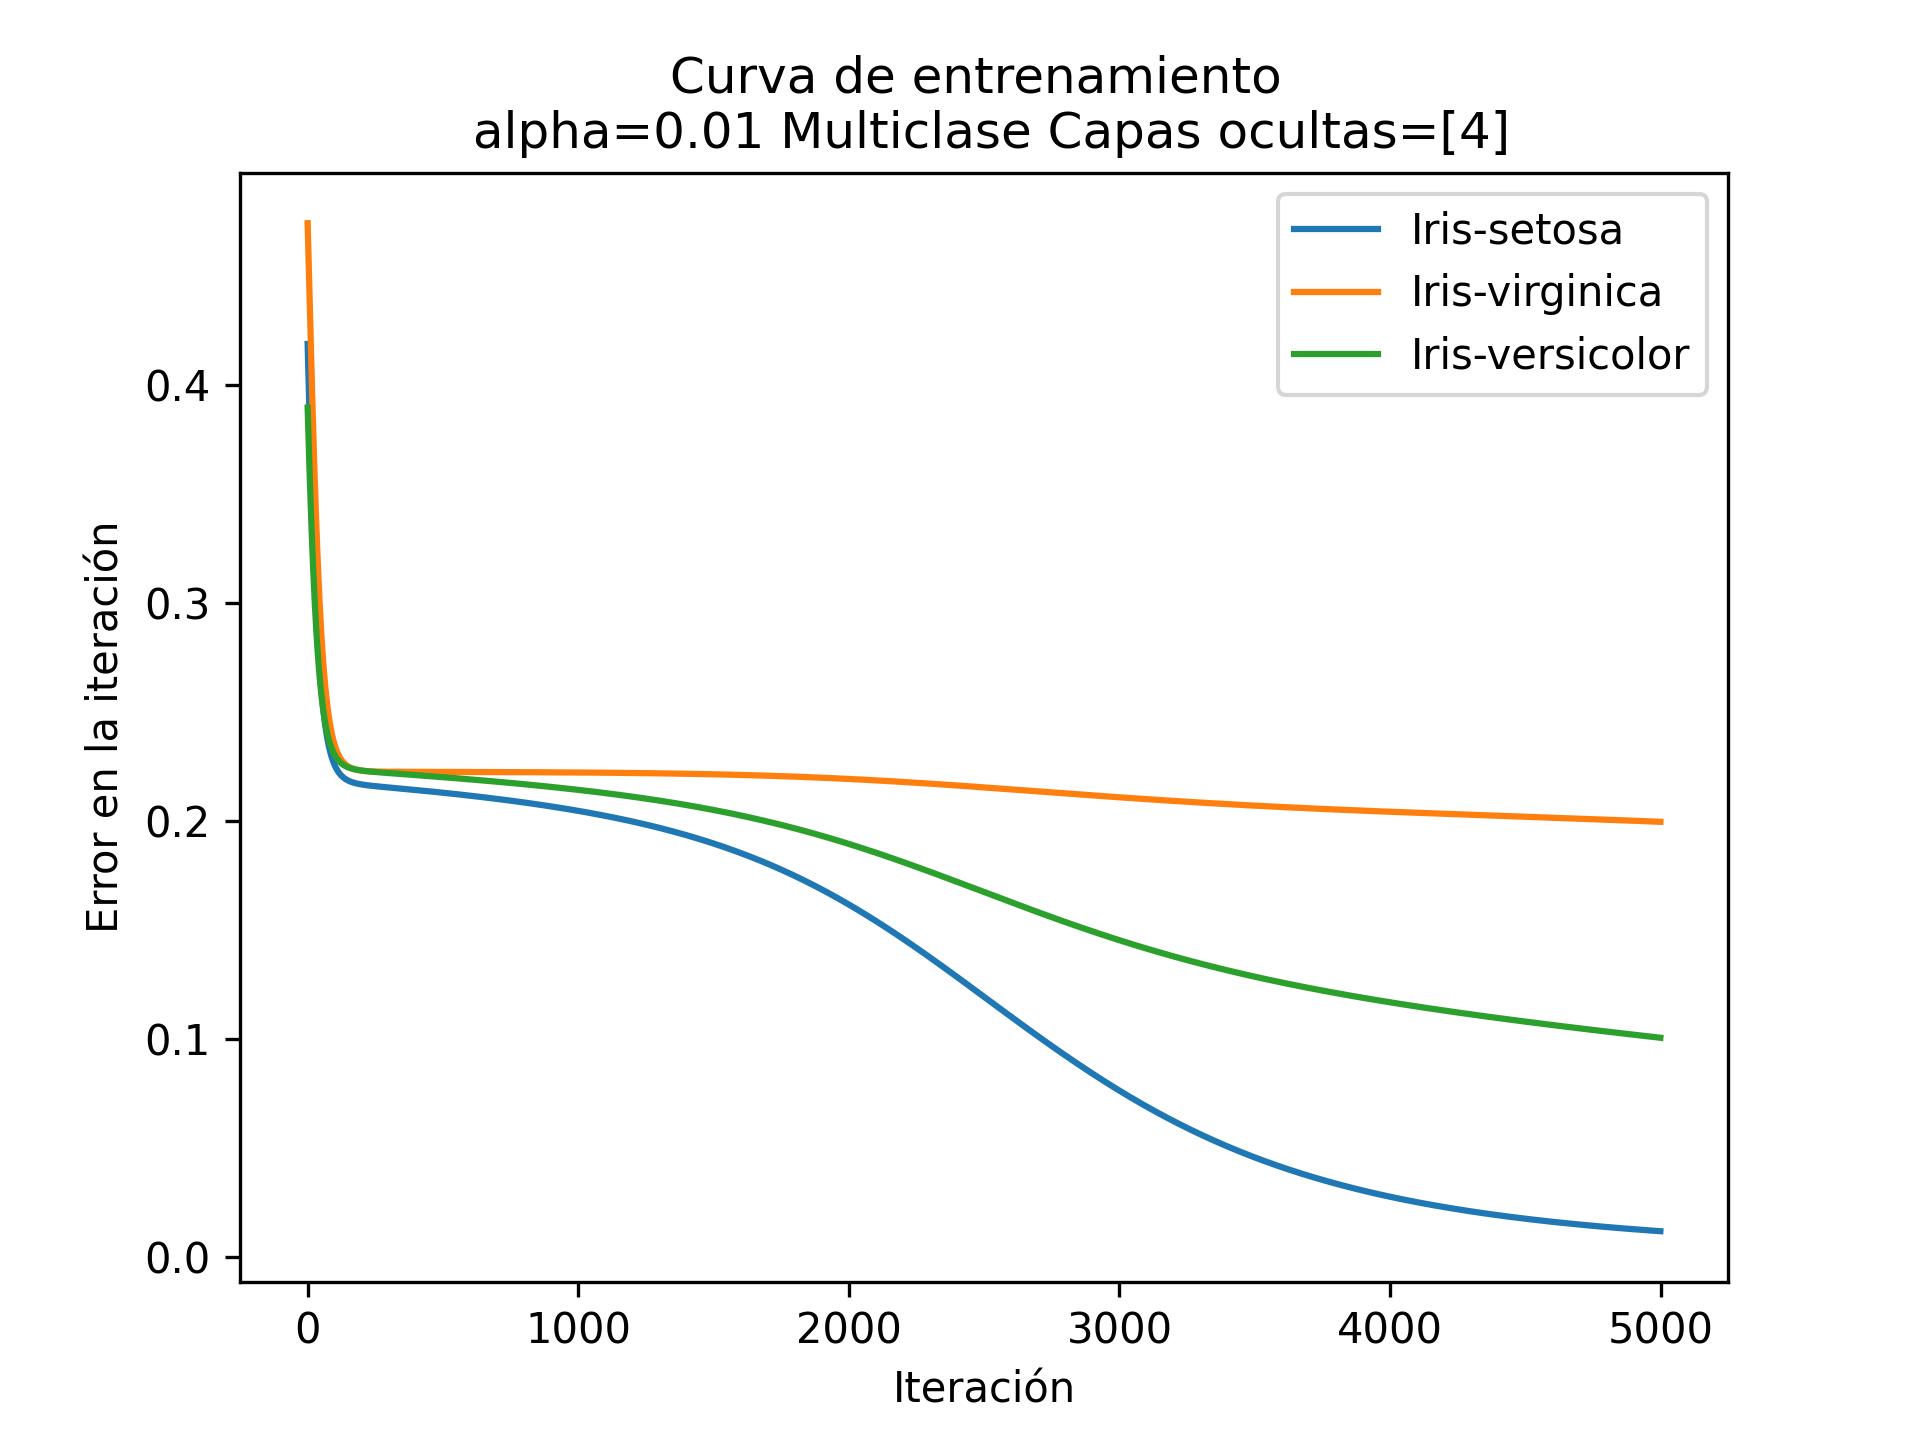 Curva de entrenamiento
alpha=0.01 Multiclase Capas ocultas=[4]
Iris-setosa
Iris-virginica
Iris-versicolor
Error en la iteración
0.4
0.3
0.2
0.1
0.0
0 1000 2000 3000 4000 5000
Iteración